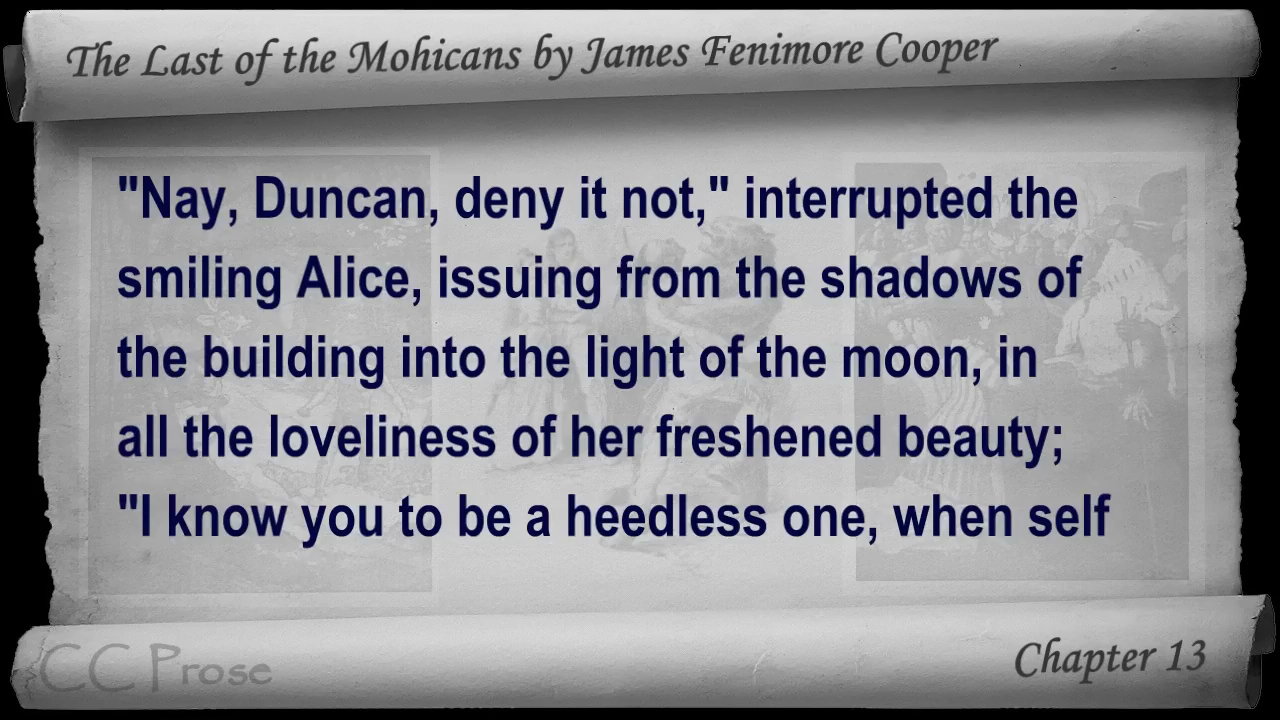 The Last of the Mohicans by James Fenimore Cooper
"Nay, Duncan, deny it not," interrupted the
smiling Alice, issuing from the shadows of
the building into the light of the moon, in
all the loveliness of her freshened beauty;
"I know you to be a heedless one, when self
CC Prose
Chapter 13